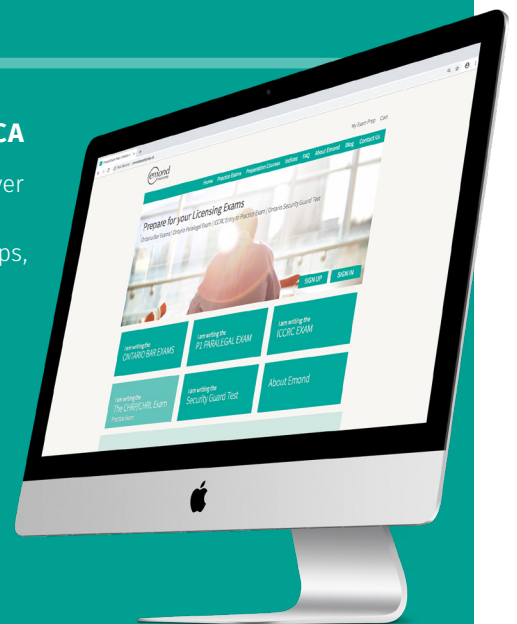 CA
ver
ps,
My Exam Prep Cart
emond
Home Practice Exams Preparation Courses Indices FAQ About Emond Blog Contact Us
Prepare for your Licensing Exams
Ontario Bar Exams | Ontario Paralegal Exam | ICCRC Entry to Practice Exam | Ontario Security Guard Test
SIGN UP SIGN IN
I am writing the
ONTARIO BAR EXAMS
I am writing the
P1 PARALEGAL EXAM
I am writing the
ICCRC EXAM
I am writing the
The CHRP/CHRL Exam
Practice Exam
I am writing the
Security Guard Test
About Emond